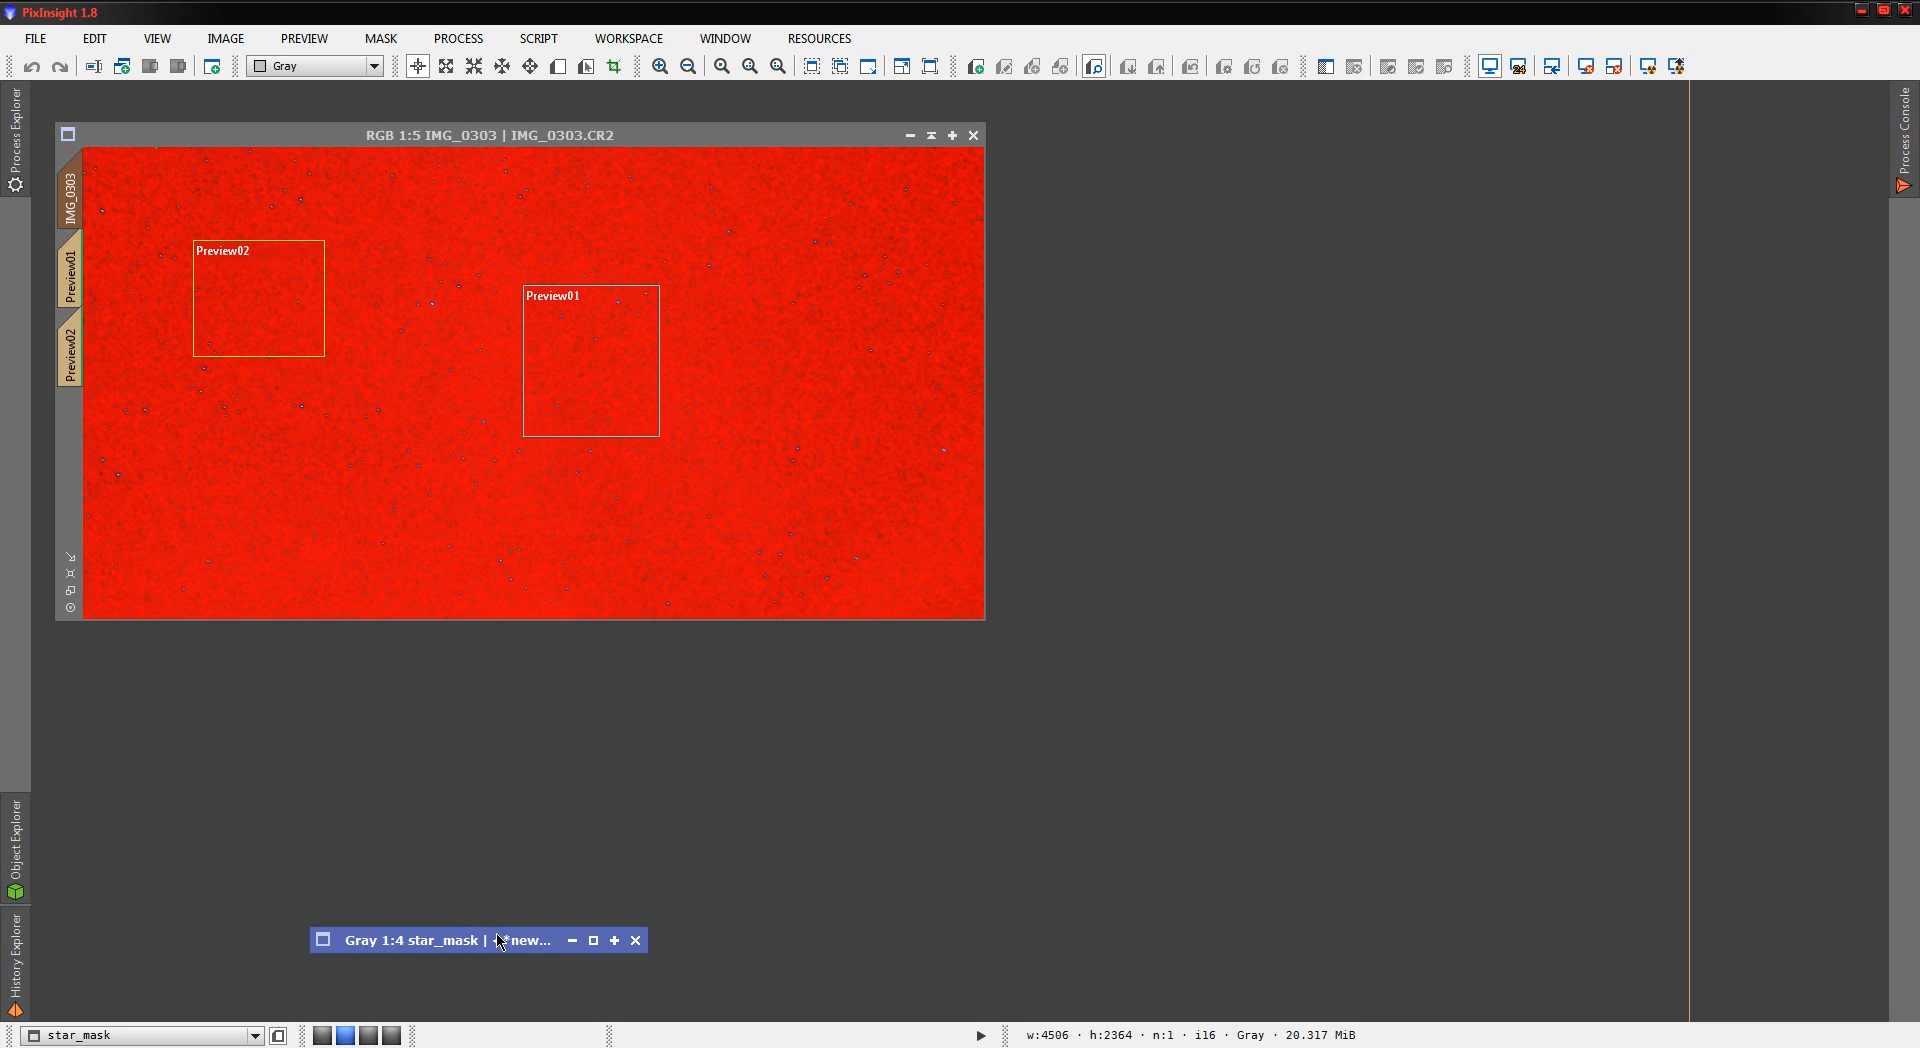 PixInsight 1.8
FILE EDIT VIEW IMAGE PREVIEW MASK PROCESS SCRIPT WORKSPACE WINDOW RESOURCES
Gray
24
Process Explorer
Process Console
RGB 1:5 IMG_0303 | IMG_0303.CR2
IMG_0303
Preview01
Preview02
Preview02
Preview01
Object Explorer
History Explorer
Gray 1:4 star_mask | *new...
star_mask
w:4506 · h:2364 · n:1 · i16 · Gray · 20.317 MiB